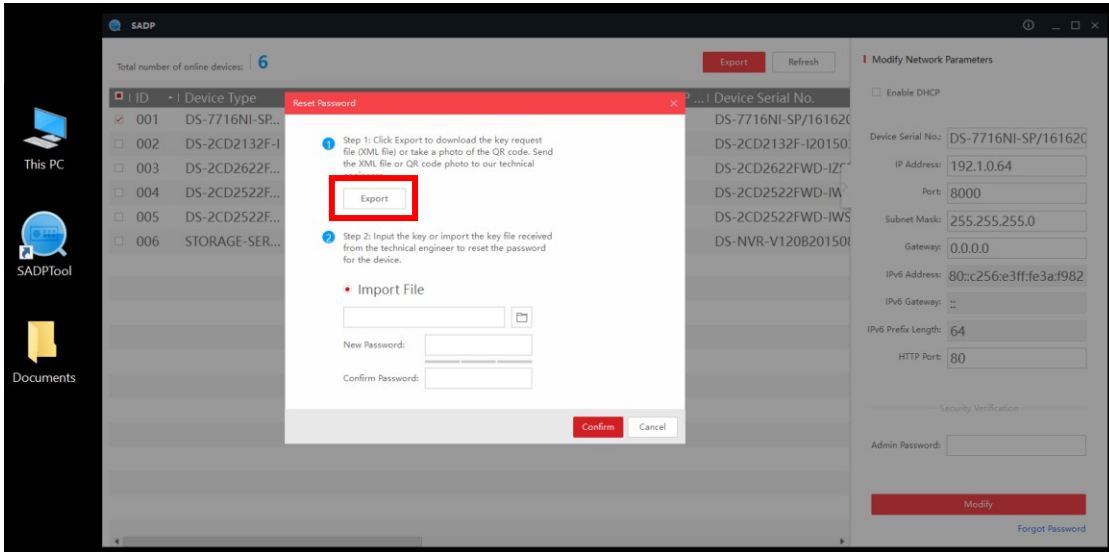 SADP
Total number of online devices: 6
Export
Refresh
ID
Device Type
P ...
Device Serial No.
001 DS-7716NI-SP... DS-7716NI-SP/161620
002 DS-2CD2132F-I DS-2CD2132F-I20150
003 DS-2CD2622F... DS-2CD2622FWD-IZS
004 DS-2CD2522F... DS-2CD2522FWD-IW
005 DS-2CD2522F... DS-2CD2522FWD-IWS
006 STORAGE-SER... DS-NVR-V120B201508
This PC
SADPTool
Documents
Reset Password
1
Step 1: Click Export to download the key request
file (XML file) or take a photo of the QR code. Send
the XML file or QR code photo to our technical
engineers.
Export
2
Step 2: Input the key or import the key file received
from the technical engineer to reset the password
for the device.
Import File
New Password:
Confirm Password:
Confirm
Cancel
Modify Network Parameters
Enable DHCP
Device Serial No.: DS-7716NI-SP/161620
IP Address: 192.1.0.64
Port: 8000
Subnet Mask: 255.255.255.0
Gateway: 0.0.0.0
IPv6 Address: 80::c256:e3ff:fe3a:f982
IPv6 Gateway: ::
IPv6 Prefix Length: 64
HTTP Port: 80
Security Verification
Admin Password:
Modify
Forgot Password